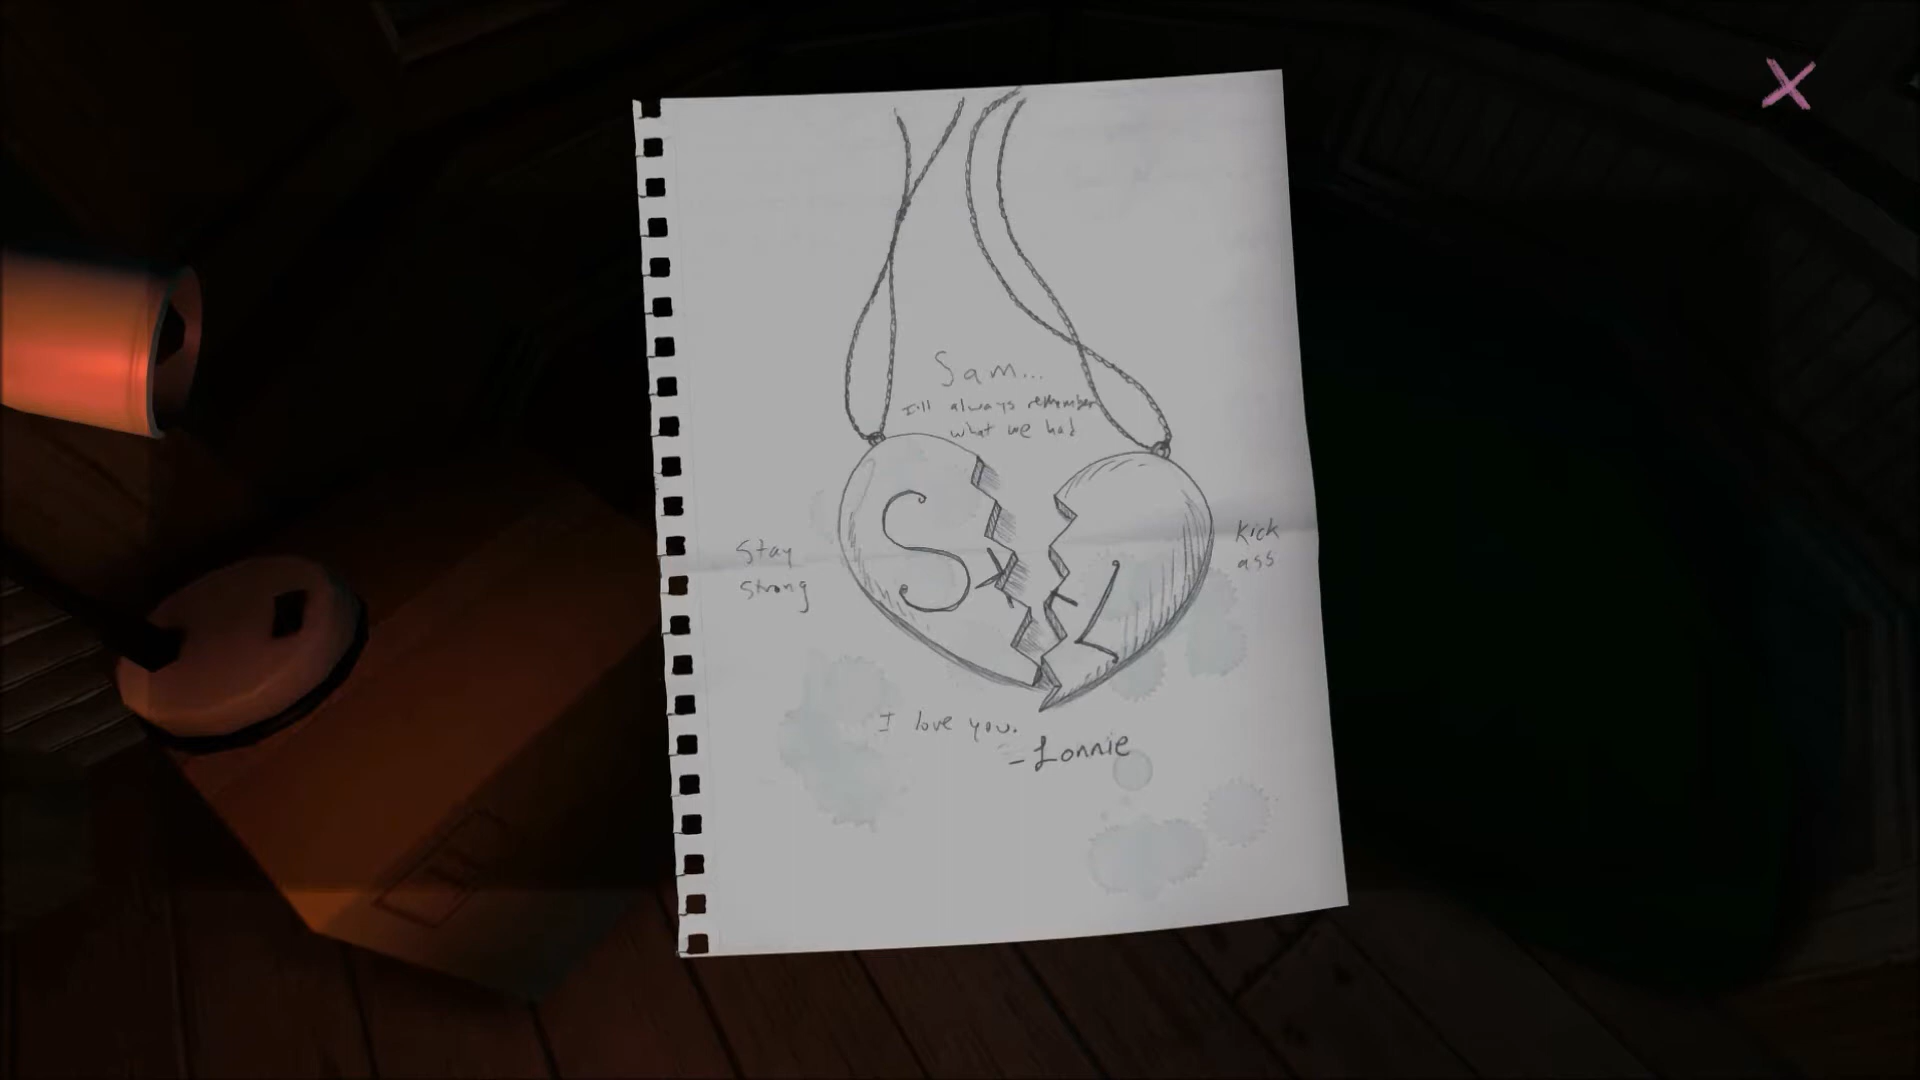 Sam...
I'll always remember
what we had
S + L
Stay
Strong
Kick
ass
I love you.
-Lonnie